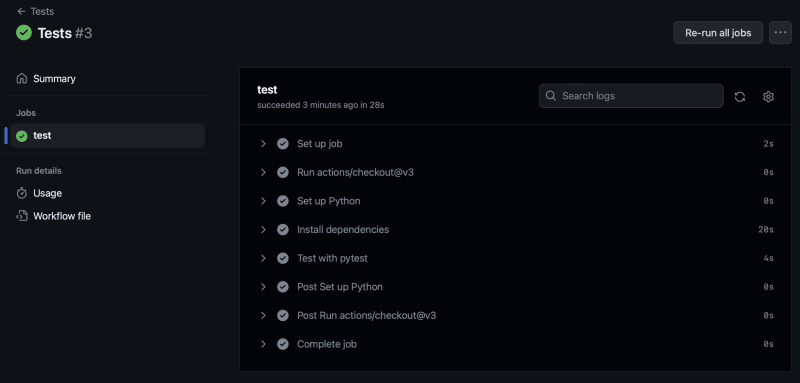 ← Tests
Tests #3
Re-run all jobs
...
Summary
Jobs
test
Run details
Usage
Workflow file
test
succeeded 3 minutes ago in 28s
Search logs
Set up job 2s
Run actions/checkout@v3 0s
Set up Python 0s
Install dependencies 20s
Test with pytest 4s
Post Set up Python 0s
Post Run actions/checkout@v3 0s
Complete job 0s